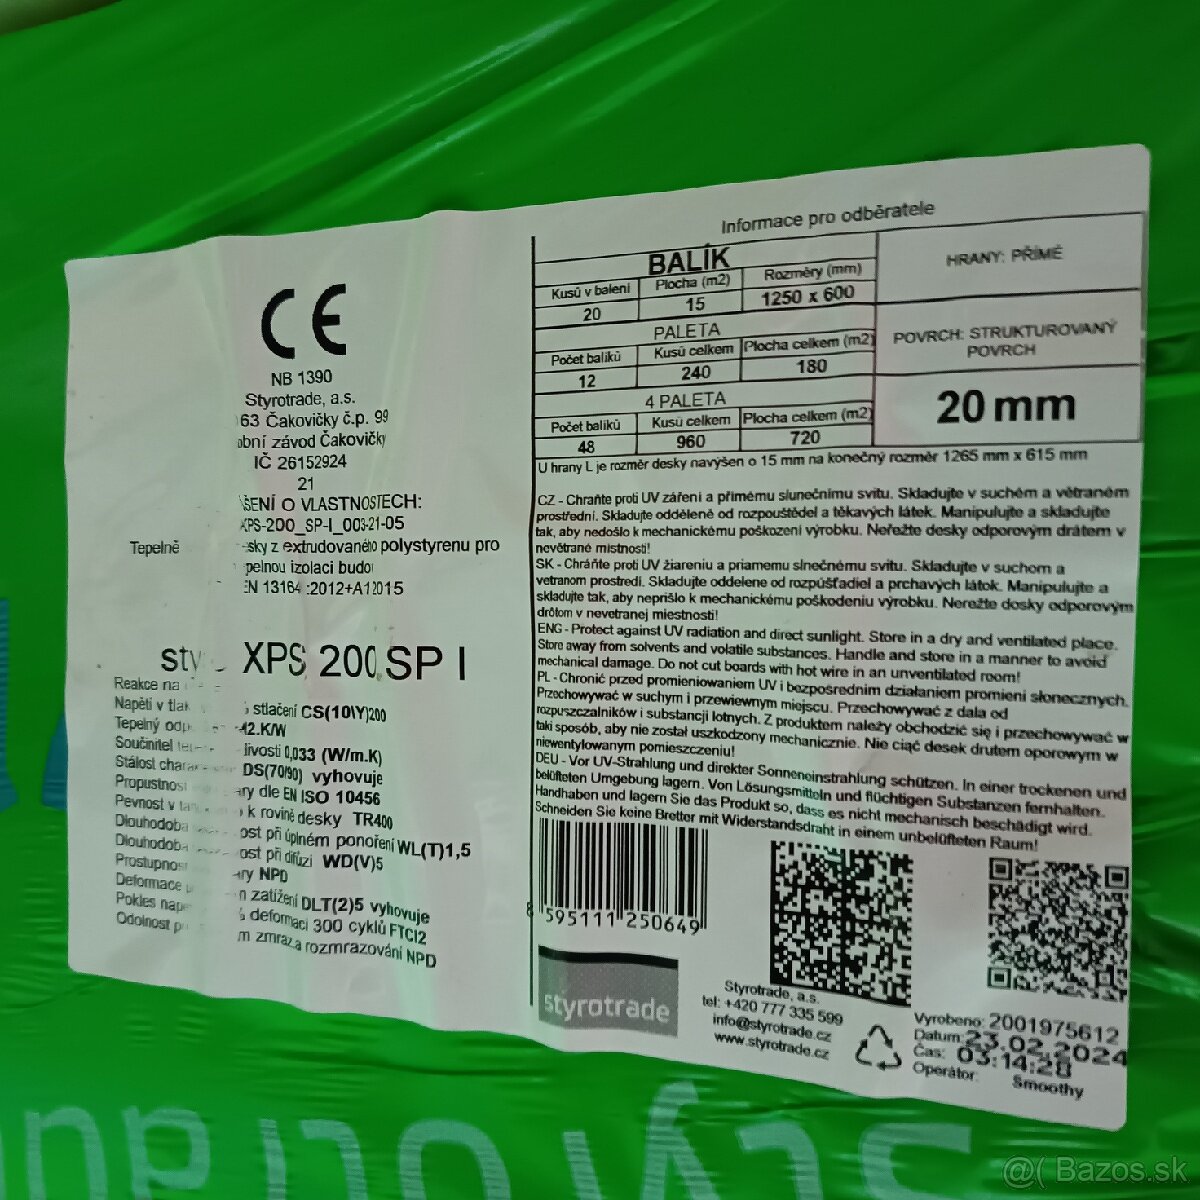 CE
NB 1390
Styrotrade, a.s.
63 Čakovičky č.p. 99
obní závod Čakovičky
IČ 26152924
21
ŠENÍ O VLASTNOSTECH:
XPS-200_SP-I_003-21-05
Tepelně sky z extrudovaného polystyrenu pro
pelnou izolaci budo
EN 13164:2012+A1:2015
sty XPS 200 SP I
Reakce na
Napětí v tlak stlačení CS(10\Y)200
Tepelný odp 42.K/W
Součinitel livosti 0,033 (W/m.K)
Stálost chara DS(70/90) vyhovuje
Propustnost ary dle EN ISO 10456
Pevnost v ta k rovině desky TR400
Dlouhodobá ost při úplném ponoření WL(T)1,5
Dlouhodobá ost při difúzi WD(V)5
Prostupnos ary NPD
Deformace zatížení DLT(2)5 vyhovuje
Pokles nape deformaci 300 cyklů FTCI2
Odolnost m zmraza rozmrazování NPD
Informace pro odběratele
BALÍK
Kusů v balení Plocha (m2) Rozměry (mm)
20 15 1250 x 600
PALETA
Počet balíků Kusů celkem Plocha celkem (m2)
12 240 180
4 PALETA
Počet balíků Kusů celkem Plocha celkem (m2)
48 960 720
HRANY: PŘÍMÉ
POVRCH: STRUKTUROVANÝ
POVRCH
20 mm
U hrany L je rozměr desky navýšen o 15 mm na konečný rozměr 1265 mm x 615 mm
CZ - Chraňte proti UV záření a přímému slunečnímu svitu. Skladujte v suchém a větraném
prostředí. Skladujte odděleně od rozpouštědel a těkavých látek. Manipulujte a skladujte
tak, aby nedošlo k mechanickému poškození výrobku. Neřežte desky odporovým drátem v
nevětrané místnosti!
SK - Chráňte proti UV žiareniu a priamemu slnečnému svitu. Skladujte v suchom a
vetranom prostredí. Skladujte oddelene od rozpúšťadiel a prchavých látok. Manipulujte a
skladujte tak, aby neprišlo k mechanickému poškodeniu výrobku. Nerežte dosky odporovým
drôtom v nevetranej miestnosti!
ENG - Protect against UV radiation and direct sunlight. Store in a dry and ventilated place.
Store away from solvents and volatile substances. Handle and store in a manner to avoid
mechanical damage. Do not cut boards with hot wire in an unventilated room!
PL - Chronić przed promieniowaniem UV i bezpośrednim działaniem promieni słonecznych.
Przechowywać w suchym i przewiewnym miejscu. Przechowywać z dala od
rozpuszczalników i substancji lotnych. Z produktem należy obchodzić się i przechowywać w
taki sposób, aby nie został uszkodzony mechanicznie. Nie ciąć desek drutem oporowym w
niewentylowanym pomieszczeniu!
DEU - Vor UV-Strahlung und direkter Sonneneinstrahlung schützen. In einer trockenen und
belüfteten Umgebung lagern. Von Lösungsmitteln und flüchtigen Substanzen fernhalten.
Handhaben und lagern Sie das Produkt so, dass es nicht mechanisch beschädigt wird.
Schneiden Sie keine Bretter mit Widerstandsdraht in einem unbelüfteten Raum!
8 595111 250649
styrotrade
Styrotrade, a.s.
tel: +420 777 335 599
info@styrotrade.cz
www.styrotrade.cz
Vyrobeno: 2001975612
Datum: 23.02.2024
Čas: 03:14:28
Operátor: Smoothy
@( Bazos.sk